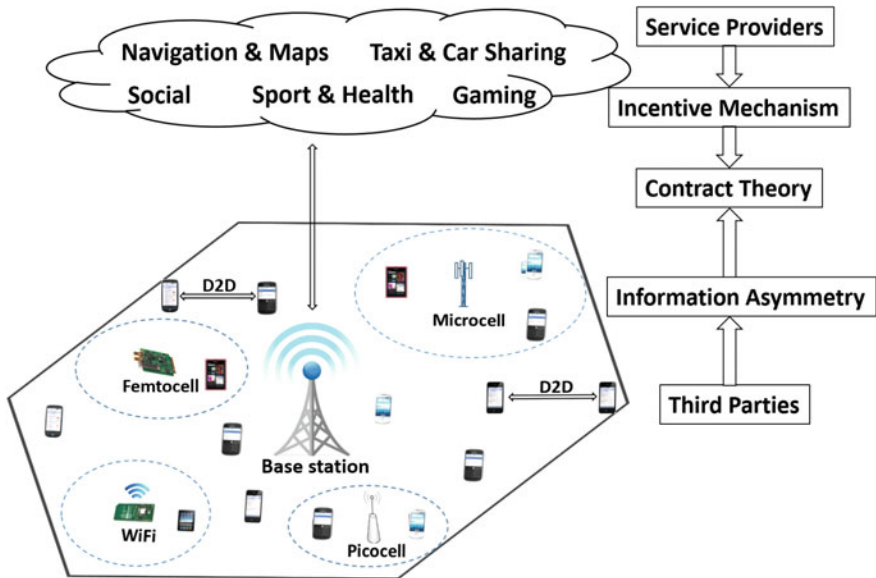 Navigation & Maps
Taxi & Car Sharing
Social
Sport & Health
Gaming
Service Providers
Incentive Mechanism
Contract Theory
Information Asymmetry
Third Parties
D2D
Microcell
Femtocell
D2D
Base station
WiFi
Picocell